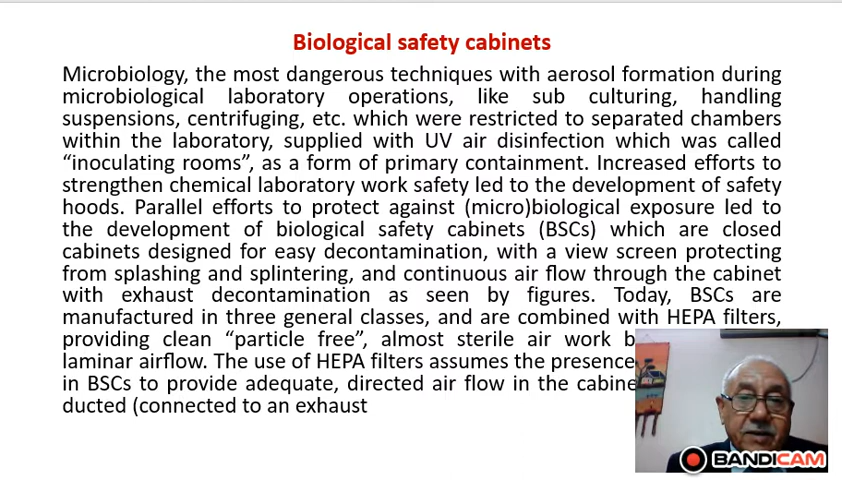 Biological safety cabinets
Microbiology, the most dangerous techniques with aerosol formation during
microbiological laboratory operations, like sub culturing, handling
suspensions, centrifuging, etc. which were restricted to separated chambers
within the laboratory, supplied with UV air disinfection which was called
“inoculating rooms”, as a form of primary containment. Increased efforts to
strengthen chemical laboratory work safety led to the development of safety
hoods. Parallel efforts to protect against (micro)biological exposure led to
the development of biological safety cabinets (BSCs) which are closed
cabinets designed for easy decontamination, with a view screen protecting
from splashing and splintering, and continuous air flow through the cabinet
with exhaust decontamination as seen by figures. Today, BSCs are
manufactured in three general classes, and are combined with HEPA filters,
providing clean “particle free”, almost sterile air work
laminar airflow. The use of HEPA filters assumes the presence
in BSCs to provide adequate, directed air flow in the
ducted (connected to an exhaust
BANDICAM